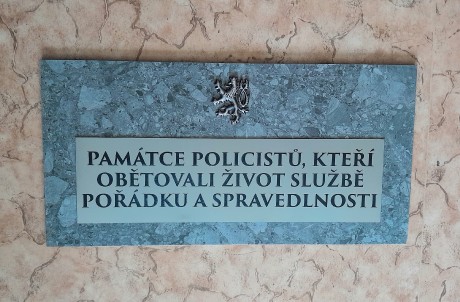 PAMÁTCE POLICISTŮ, KTEŘÍ
OBĚTOVALI ŽIVOT SLUŽBĚ
POŘÁDKU A SPRAVEDLNOSTI